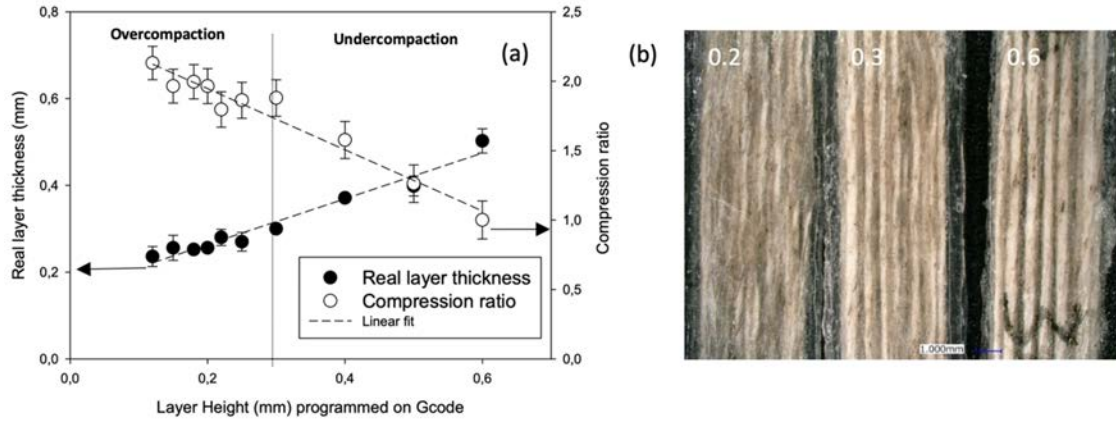 Overcompaction
Undercompaction
(a)
0,8
0,6
0,4
0,2
0,0
Real layer thickness (mm)
2,5
2,0
1,5
1,0
0,5
0,0
Compression ratio
Real layer thickness
Compression ratio
Linear fit
0,0
0,2
0,4
0,6
Layer Height (mm) programmed on Gcode
(b)
0.2
0.3
0.6
1.000mm